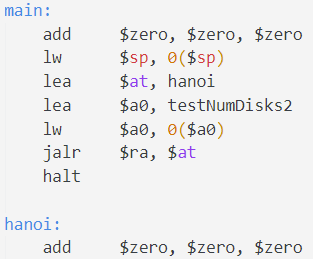 main:
add $zero, $zero, $zero
lw $sp, 0($sp)
lea $at, hanoi
lea $a0, testNumDisks2
lw $a0, 0($a0)
jalr $ra, $at
halt
hanoi:
add $zero, $zero, $zero